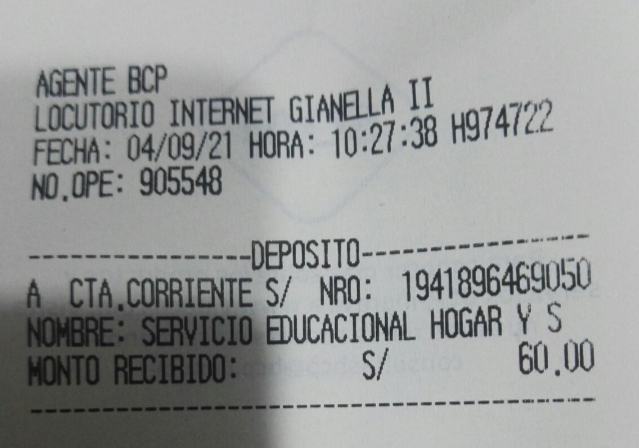 AGENTE BCP
LOCUTORIO INTERNET GIANELLA II
FECHA: 04/09/21 HORA: 10:27:38 H974722
NO.OPE: 905548
----------------DEPOSITO----------------
A CTA.CORRIENTE S/ NRO: 1941896469050
NOMBRE: SERVICIO EDUCACIONAL HOGAR Y S
MONTO RECIBIDO: S/ 60.00
----------------------------------------